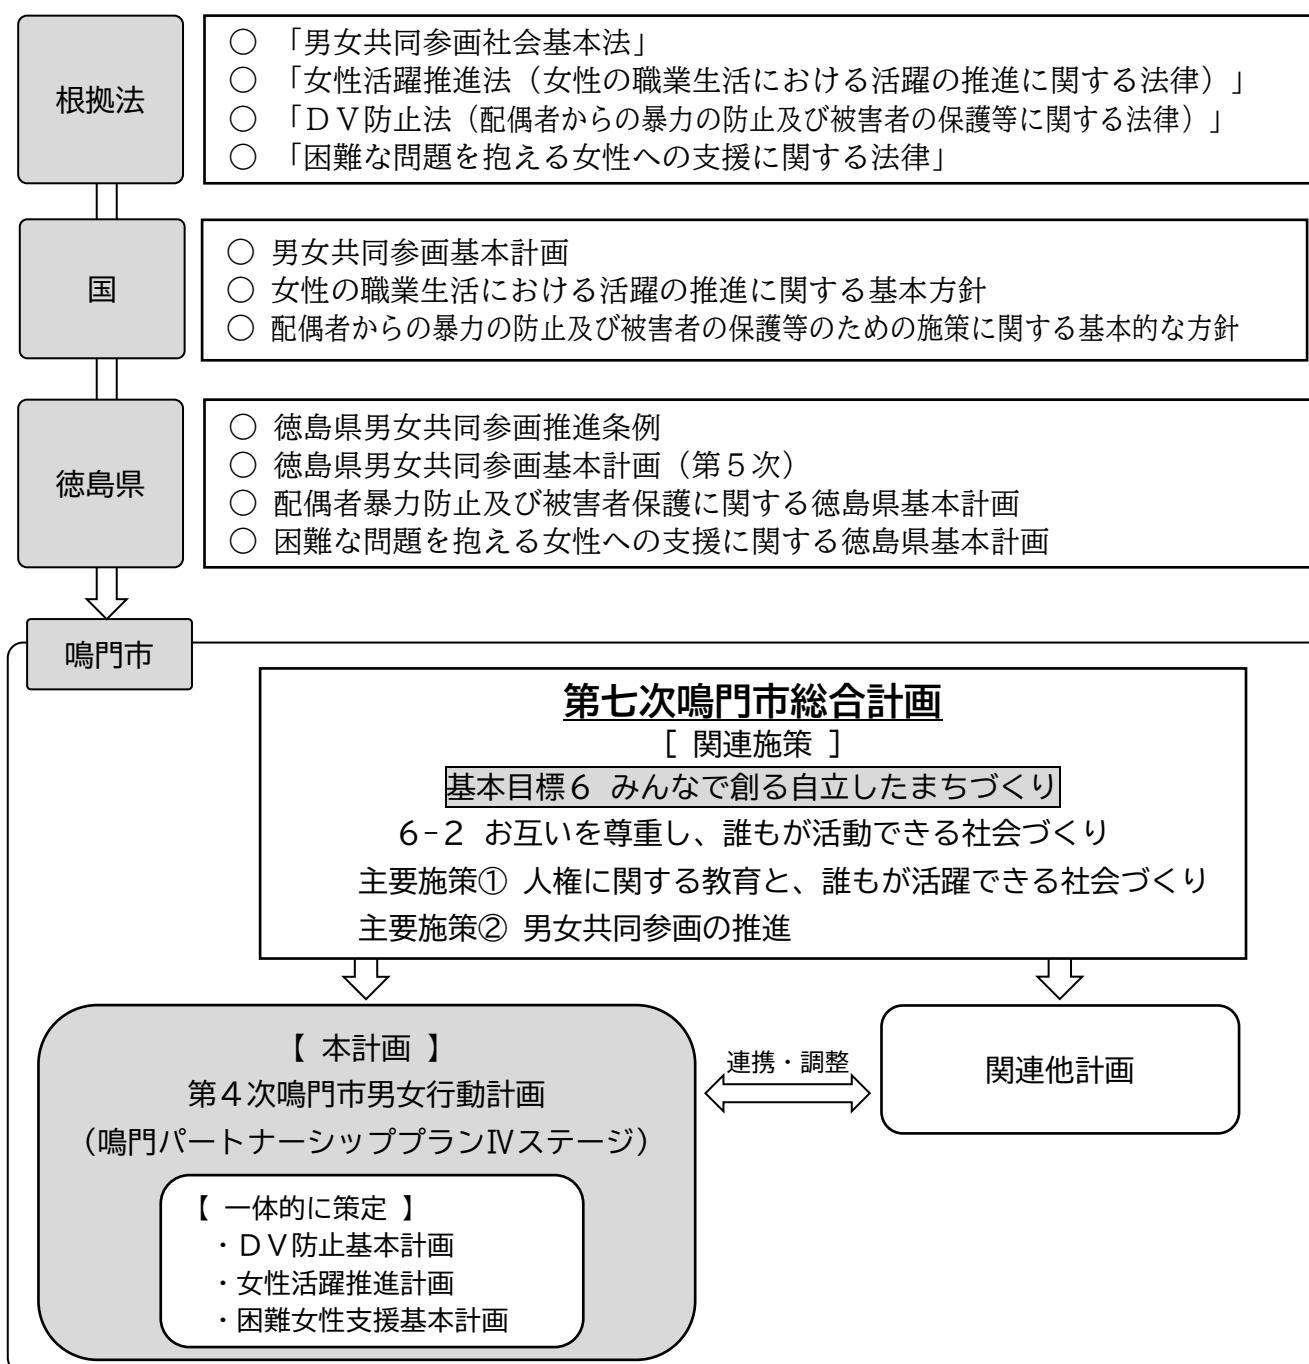 根拠法
○ 「男女共同参画社会基本法」
○ 「女性活躍推進法（女性の職業生活における活躍の推進に関する法律）」
○ 「ＤＶ防止法（配偶者からの暴力の防止及び被害者の保護等に関する法律）」
○ 「困難な問題を抱える女性への支援に関する法律」
国
○ 男女共同参画基本計画
○ 女性の職業生活における活躍の推進に関する基本方針
○ 配偶者からの暴力の防止及び被害者の保護等のための施策に関する基本的な方針
徳島県
○ 徳島県男女共同参画推進条例
○ 徳島県男女共同参画基本計画（第５次）
○ 配偶者暴力防止及び被害者保護に関する徳島県基本計画
○ 困難な問題を抱える女性への支援に関する徳島県基本計画
鳴門市
第七次鳴門市総合計画
［ 関連施策 ］
基本目標６ みんなで創る自立したまちづくり
６-２ お互いを尊重し、誰もが活動できる社会づくり
主要施策① 人権に関する教育と、誰もが活躍できる社会づくり
主要施策② 男女共同参画の推進
【 本計画 】
第４次鳴門市男女行動計画
（鳴門パートナーシッププランⅣステージ）
【 一体的に策定 】
・ＤＶ防止基本計画
・女性活躍推進計画
・困難女性支援基本計画
連携・調整
関連他計画